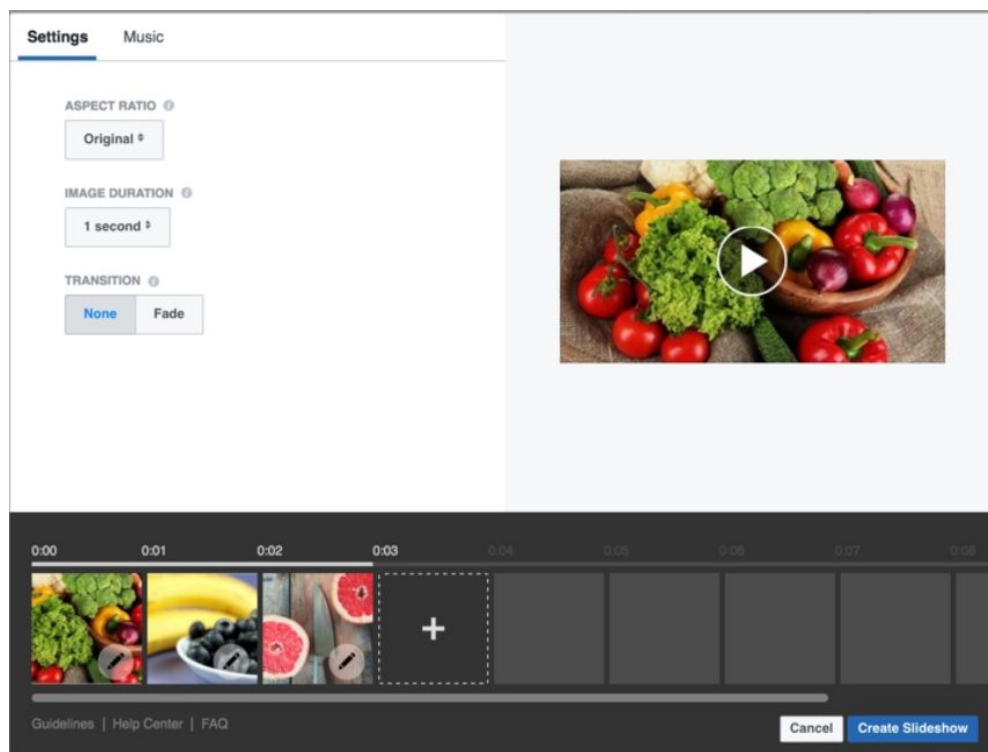 Settings Music
ASPECT RATIO
Original
IMAGE DURATION
1 second
TRANSITION
None Fade
0:00 0:01 0:02 0:03 0:04 0:05 0:06 0:07 0:08
Guidelines | Help Center | FAQ
Cancel Create Slideshow